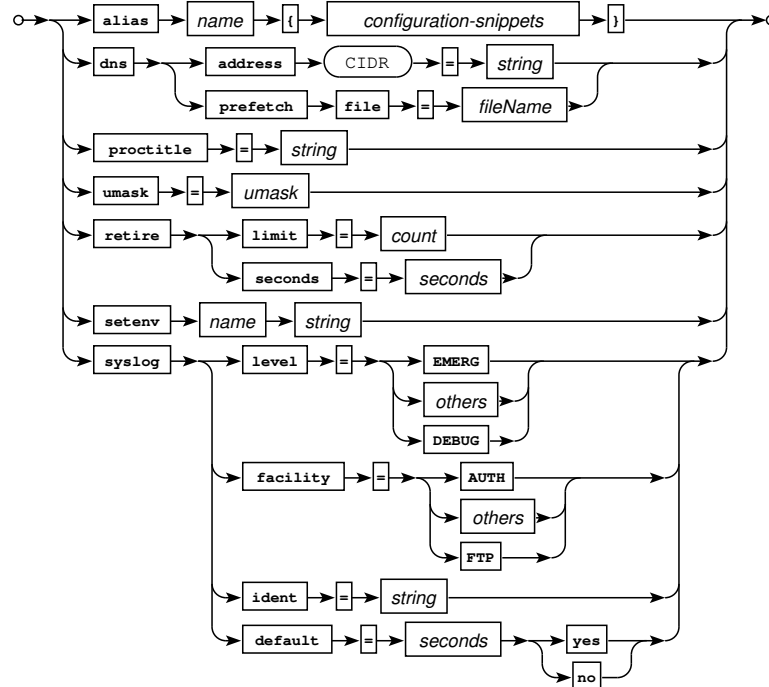 alias name { configuration-snippets }
dns address CIDR = string
prefetch file = fileName
proctitle = string
umask = umask
retire limit = count
seconds = seconds
setenv name string
syslog level = EMERG
others
DEBUG
facility = AUTH
others
FTP
ident = string
default = seconds yes
no